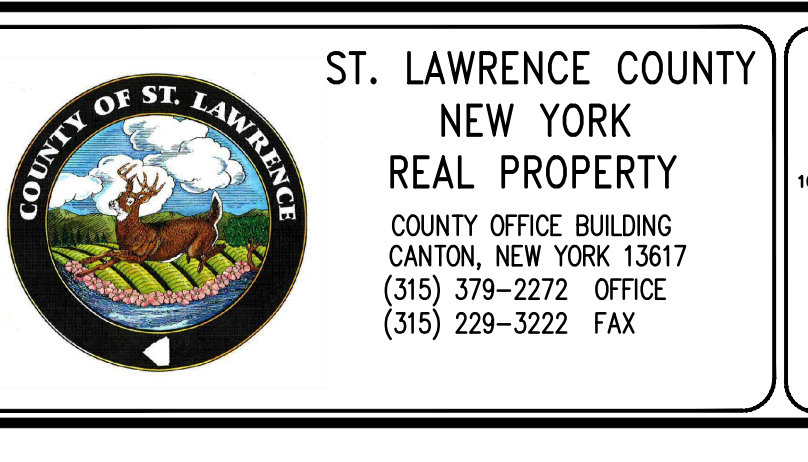 COUNTY OF ST. LAWRENCE
ST. LAWRENCE COUNTY
NEW YORK
REAL PROPERTY
COUNTY OFFICE BUILDING
CANTON, NEW YORK 13617
(315) 379-2272 OFFICE
(315) 229-3222 FAX